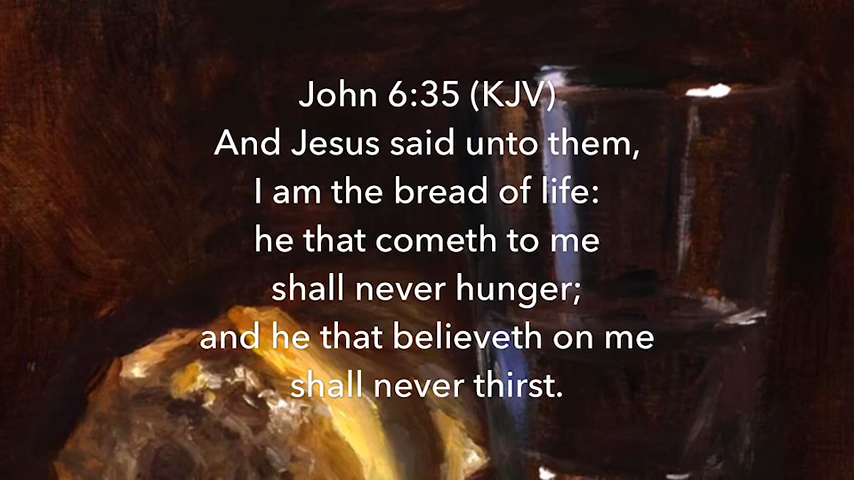 John 6:35 (KJV)
And Jesus said unto them,
I am the bread of life:
he that cometh to me
shall never hunger;
and he that believeth on me
shall never thirst.